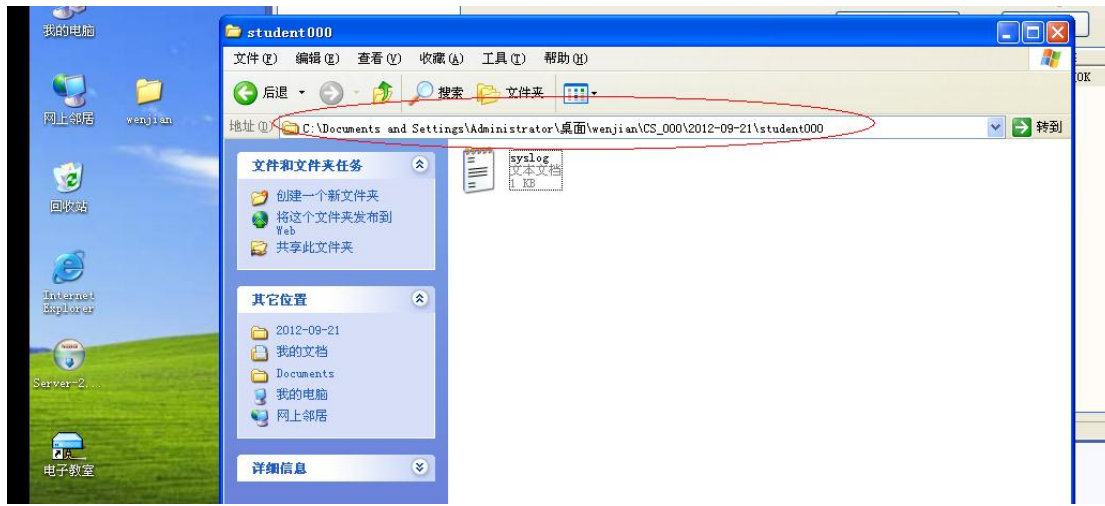 我的电脑
网上邻居
wenjian
回收站
Internet
Explorer
Server-2...
电子教室
student000
文件(F) 编辑(E) 查看(V) 收藏(A) 工具(T) 帮助(H)
后退 搜索 文件夹
地址(D) C:\Documents and Settings\Administrator\桌面\wenjian\CS_000\2012-09-21\student000 转到
文件和文件夹任务
创建一个新文件夹
将这个文件夹发布到
Web
共享此文件夹
其它位置
2012-09-21
我的文档
Documents
我的电脑
网上邻居
详细信息
syslog
文本文档
1 KB
OK